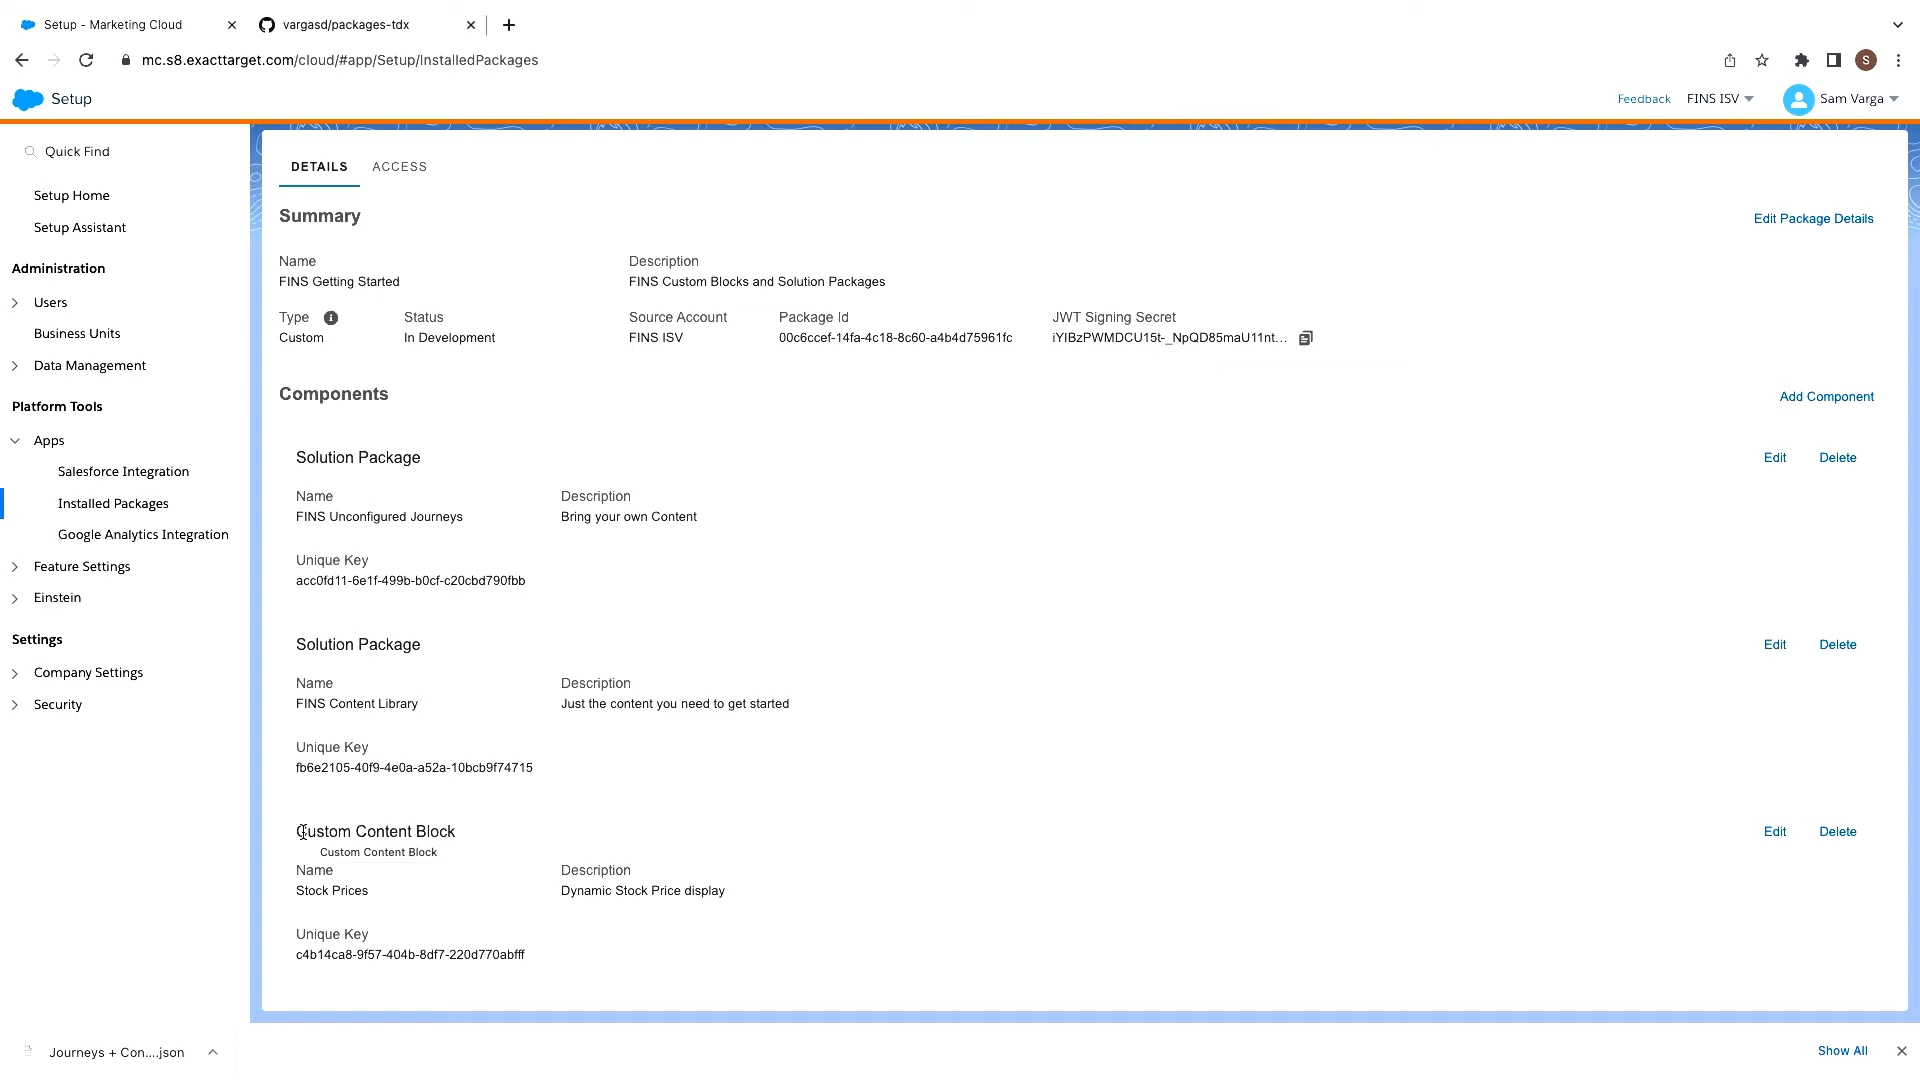 Setup - Marketing Cloud
vargasd/packages-tdx
mc.s8.exacttarget.com/cloud/#app/Setup/InstalledPackages
S
Setup
Feedback
FINS ISV
Sam Varga
Quick Find
Setup Home
Setup Assistant
Administration
Users
Business Units
Data Management
Platform Tools
Apps
Salesforce Integration
Installed Packages
Google Analytics Integration
Feature Settings
Einstein
Settings
Company Settings
Security
DETAILS
ACCESS
Summary
Edit Package Details
Name
Description
FINS Getting Started
FINS Custom Blocks and Solution Packages
Type
Status
Source Account
Package Id
JWT Signing Secret
Custom
In Development
FINS ISV
00c6ccef-14fa-4c18-8c60-a4b4d75961fc
iYIBzPWMDCU15t-_NpQD85maU11nt...
Components
Add Component
Solution Package
Edit
Delete
Name
Description
FINS Unconfigured Journeys
Bring your own Content
Unique Key
acc0fd11-6e1f-499b-b0cf-c20cbd790fbb
Solution Package
Edit
Delete
Name
Description
FINS Content Library
Just the content you need to get started
Unique Key
fb6e2105-40f9-4e0a-a52a-10bcb9f74715
Custom Content Block
Edit
Delete
Custom Content Block
Name
Description
Stock Prices
Dynamic Stock Price display
Unique Key
c4b14ca8-9f57-404b-8df7-220d770abfff
Journeys + Con....json
Show All